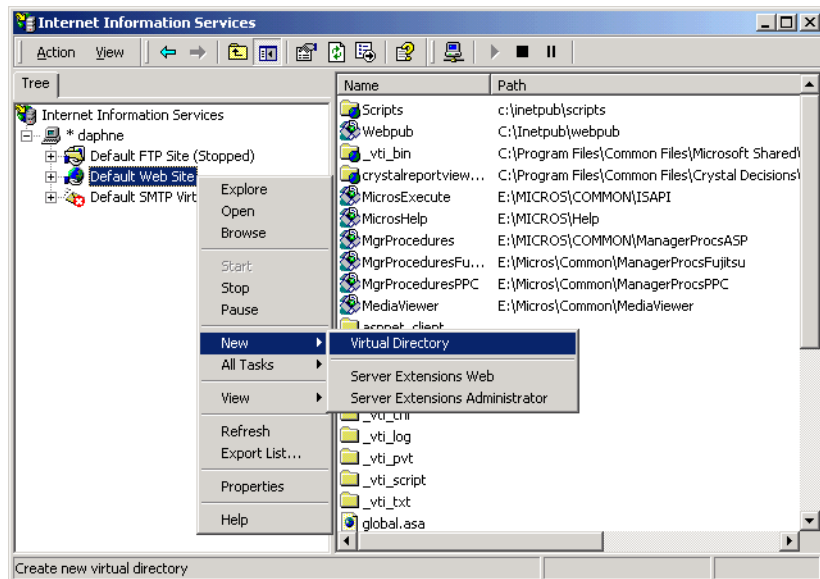 Internet Information Services
Action View
Tree
Name Path
Internet Information Services
* daphne
Default FTP Site (Stopped)
Default Web Site
Default SMTP Virt
Scripts c:\inetpub\scripts
Webpub C:\Inetpub\webpub
_vti_bin C:\Program Files\Common Files\Microsoft Shared\
crystalreportview... C:\Program Files\Common Files\Crystal Decisions\
MicrosExecute E:\MICROS\COMMON\ISAPI
MicrosHelp E:\MICROS\Help
MgrProcedures E:\MICROS\COMMON\ManagerProcsASP
MgrProceduresFu... E:\Micros\Common\ManagerProcsFujitsu
MgrProceduresPPC E:\Micros\Common\ManagerProcsPPC
MediaViewer E:\Micros\Common\MediaViewer
aspnet_client
_vti_cnf
_vti_log
_vti_pvt
_vti_script
_vti_txt
global.asa
Explore
Open
Browse
Start
Stop
Pause
New
All Tasks
View
Refresh
Export List...
Properties
Help
Virtual Directory
Server Extensions Web
Server Extensions Administrator
Create new virtual directory